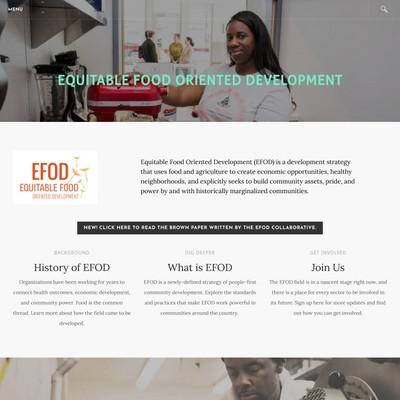 MENU
EQUITABLE FOOD ORIENTED DEVELOPMENT
EFOD
EQUITABLE FOOD
ORIENTED DEVELOPMENT
Equitable Food Oriented Development (EFOD) is a development strategy
that uses food and agriculture to create economic opportunities, healthy
neighborhoods, and explicitly seeks to build community assets, pride, and
power by and with historically marginalized communities.
NEW! CLICK HERE TO READ THE BROWN PAPER WRITTEN BY THE EFOD COLLABORATIVE.
BACKGROUND
History of EFOD
Organizations have been working for years to
connect health outcomes, economic development,
and community power. Food is the common
thread. Learn more about how the field came to be
developed.
DIG DEEPER
What is EFOD
EFOD is a newly-defined strategy of people-first
community development. Explore the standards
and practices that make EFOD work powerful in
communities around the country.
GET INVOLVED
Join Us
The EFOD field is in a nascent stage right now, and
there is a place for every sector to be involved in
its future. Sign up here for more updates and find
out how you can get involved.